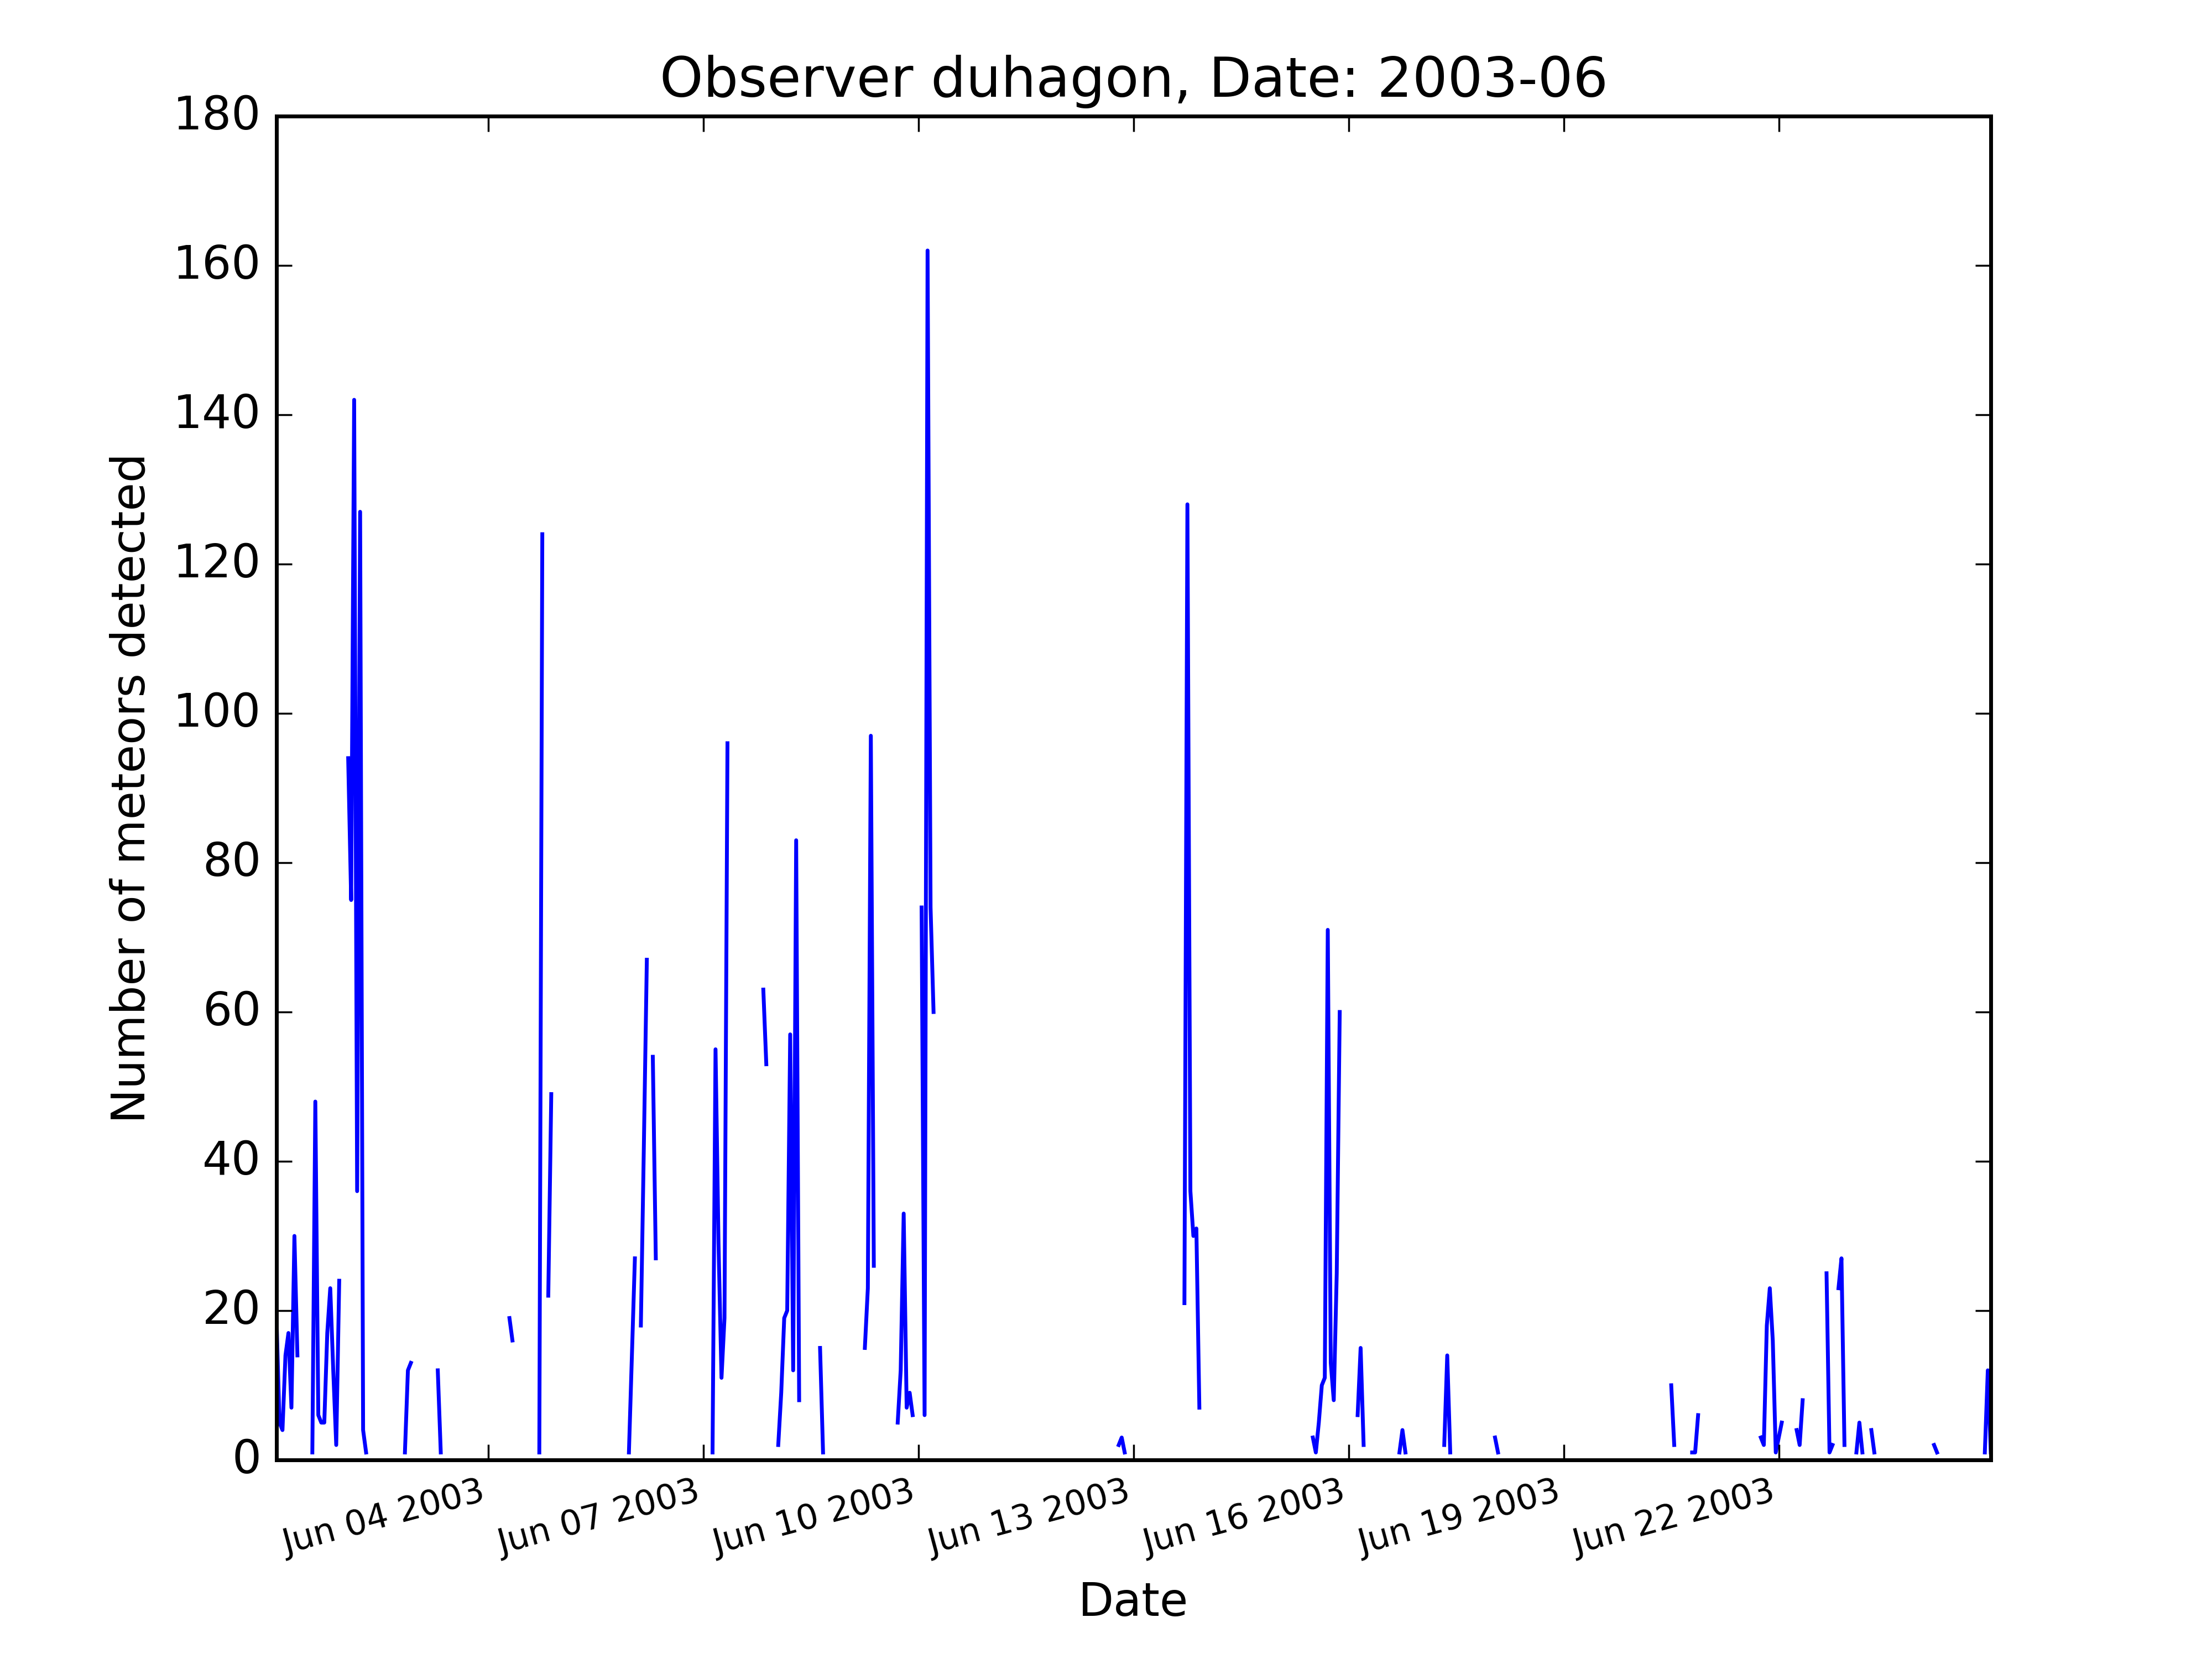 Observer duhagon, Date: 2003-06
Number of meteors detected
180
160
140
120
100
80
60
40
20
0
Jun 04 2003
Jun 07 2003
Jun 10 2003
Jun 13 2003
Jun 16 2003
Jun 19 2003
Jun 22 2003
Date